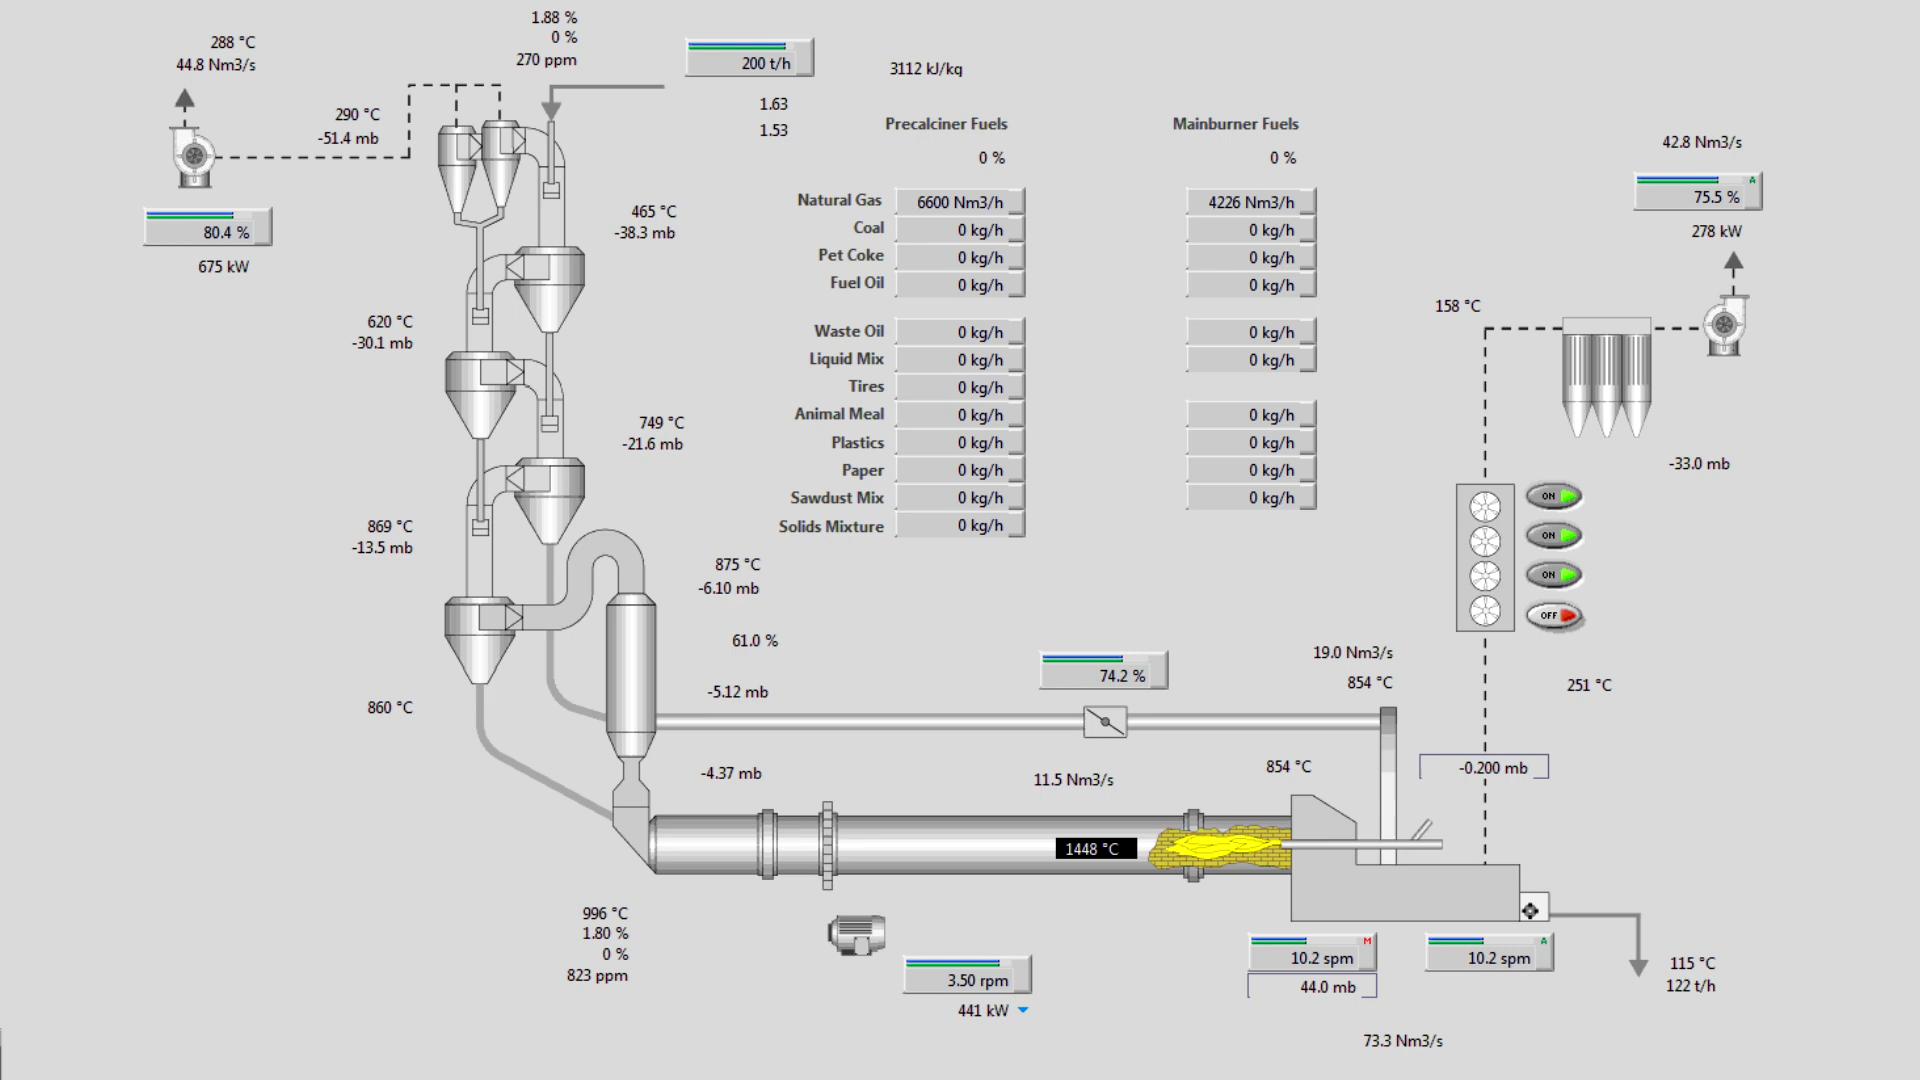 1.88 %
0 %
270 ppm
288 °C
44.8 Nm3/s
200 t/h
3112 kJ/kg
290 °C
-51.4 mb
1.63
1.53
80.4 %
675 kW
Precalciner Fuels
Mainburner Fuels
0 %
0 %
Natural Gas 6600 Nm3/h 4226 Nm3/h
Coal 0 kg/h 0 kg/h
Pet Coke 0 kg/h 0 kg/h
Fuel Oil 0 kg/h 0 kg/h
Waste Oil 0 kg/h 0 kg/h
Liquid Mix 0 kg/h 0 kg/h
Tires 0 kg/h
Animal Meal 0 kg/h 0 kg/h
Plastics 0 kg/h 0 kg/h
Paper 0 kg/h 0 kg/h
Sawdust Mix 0 kg/h 0 kg/h
Solids Mixture 0 kg/h
42.8 Nm3/s
A
75.5 %
278 kW
158 °C
-33.0 mb
ON
ON
ON
OFF
251 °C
465 °C
-38.3 mb
620 °C
-30.1 mb
749 °C
-21.6 mb
869 °C
-13.5 mb
875 °C
-6.10 mb
61.0 %
-5.12 mb
860 °C
-4.37 mb
74.2 %
19.0 Nm3/s
854 °C
11.5 Nm3/s
854 °C
-0.200 mb
1448 °C
996 °C
1.80 %
0 %
823 ppm
3.50 rpm
441 kW
M
10.2 spm
44.0 mb
A
10.2 spm
115 °C
122 t/h
73.3 Nm3/s